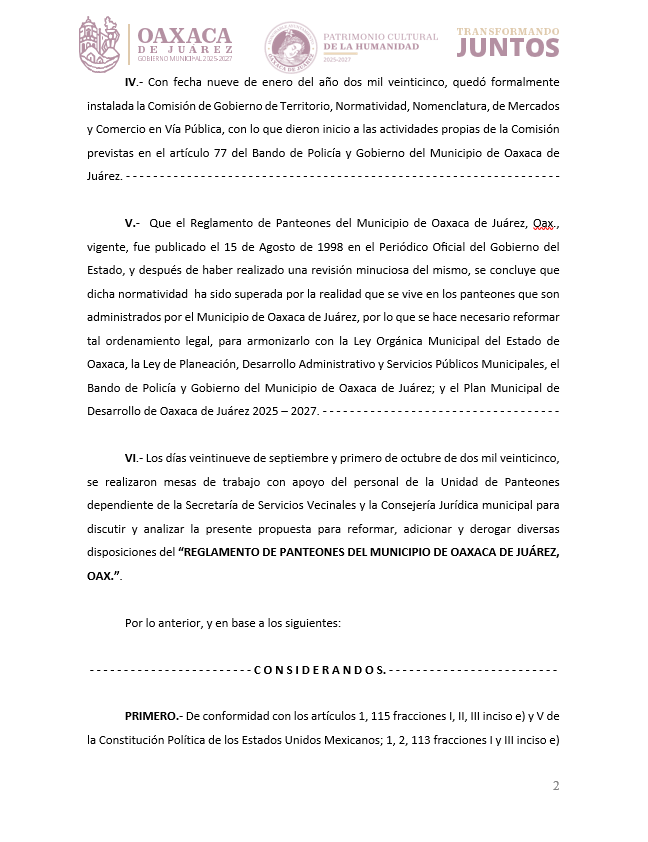 OAXACA
DE JUÁREZ
GOBIERNO MUNICIPAL 2025-2027
PATRIMONIO CULTURAL
DE LA HUMANIDAD
2025-2027
TRANSFORMANDO
JUNTOS
IV.- Con fecha nueve de enero del año dos mil veinticinco, quedó formalmente
instalada la Comisión de Gobierno de Territorio, Normatividad, Nomenclatura, de Mercados
y Comercio en Vía Pública, con lo que dieron inicio a las actividades propias de la Comisión
previstas en el artículo 77 del Bando de Policía y Gobierno del Municipio de Oaxaca de
Juárez. - - - - - - - - - - - - - - - - - - - - - - - - - - - - - - - - - - - - - - - - - - - - - - - - - - - -
V.- Que el Reglamento de Panteones del Municipio de Oaxaca de Juárez, Oax.,
vigente, fue publicado el 15 de Agosto de 1998 en el Periódico Oficial del Gobierno del
Estado, y después de haber realizado una revisión minuciosa del mismo, se concluye que
dicha normatividad ha sido superada por la realidad que se vive en los panteones que son
administrados por el Municipio de Oaxaca de Juárez, por lo que se hace necesario reformar
tal ordenamiento legal, para armonizarlo con la Ley Orgánica Municipal del Estado de
Oaxaca, la Ley de Planeación, Desarrollo Administrativo y Servicios Públicos Municipales, el
Bando de Policía y Gobierno del Municipio de Oaxaca de Juárez; y el Plan Municipal de
Desarrollo de Oaxaca de Juárez 2025 – 2027. - - - - - - - - - - - - - - - - - - - - - - - - - - - -
VI.- Los días veintinueve de septiembre y primero de octubre de dos mil veinticinco,
se realizaron mesas de trabajo con apoyo del personal de la Unidad de Panteones
dependiente de la Secretaría de Servicios Vecinales y la Consejería Jurídica municipal para
discutir y analizar la presente propuesta para reformar, adicionar y derogar diversas
disposiciones del “REGLAMENTO DE PANTEONES DEL MUNICIPIO DE OAXACA DE JUÁREZ,
OAX.”.
Por lo anterior, y en base a los siguientes:
- - - - - - - - - - - - - - - - - - - - - - - - C O N S I D E R A N D O S. - - - - - - - - - - - - - - - - - - - - - - - - -
PRIMERO.- De conformidad con los artículos 1, 115 fracciones I, II, III inciso e) y V de
la Constitución Política de los Estados Unidos Mexicanos; 1, 2, 113 fracciones I y III inciso e)
2